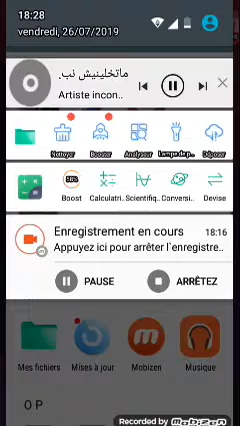 18:28
vendredi, 26/07/2019
ماتخلينيش نب..
Artiste incon..
Nettoyer Booster Analyseur Lampe de p.. Déposer
58%
Boost Calculatri.. Scientifiq.. Conversi.. Devise
Enregistrement en cours 18:16
Appuyez ici pour arrêter l`enregistre..
PAUSE ARRÊTEZ
Mes fichiers Mises à jour Mobizen Musique
O P
Recorded by Mobizen